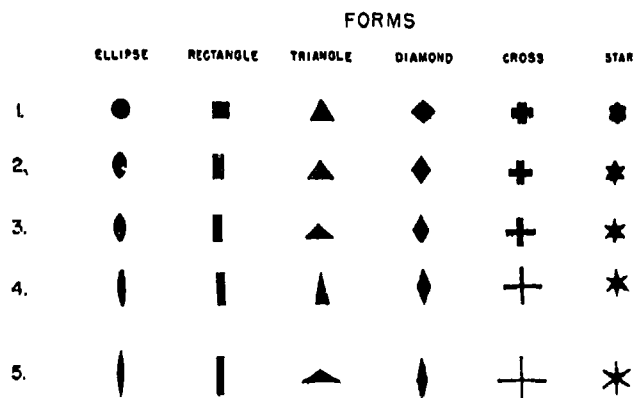 FORMS
ELLIPSE RECTANGLE TRIANGLE DIAMOND CROSS STAR
1.
2.
3.
4.
5.